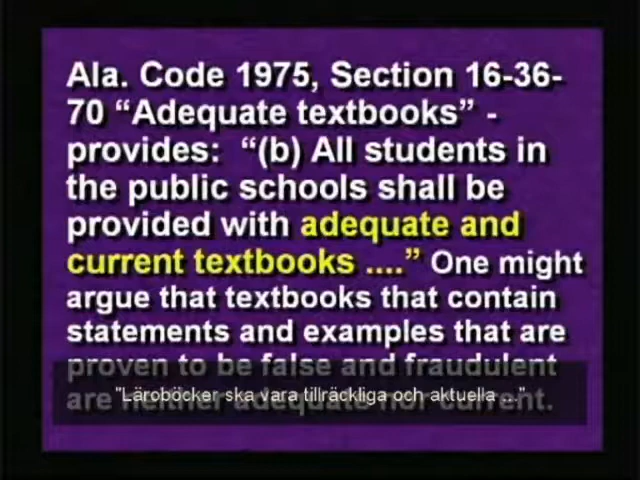 Ala. Code 1975, Section 16-36-
70 “Adequate textbooks” -
provides: “(b) All students in
the public schools shall be
provided with adequate and
current textbooks ....” One might
argue that textbooks that contain
statements and examples that are
proven to be false and fraudulent
are neither adequate nor current.
"Läroböcker ska vara tillräckliga och aktuella ..."